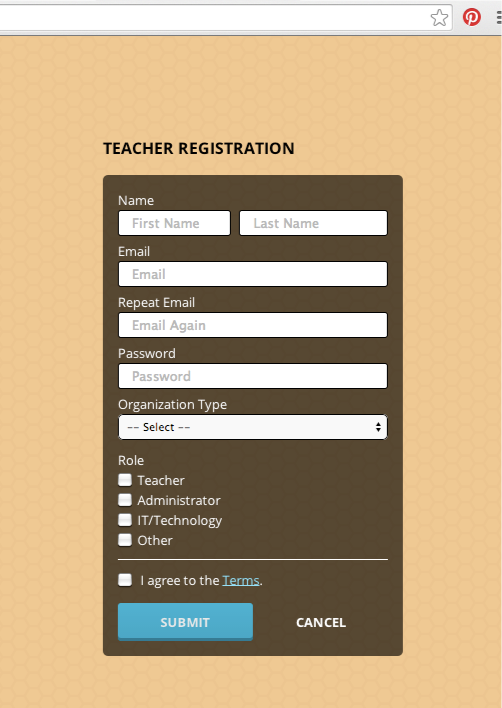 TEACHER REGISTRATION
Name
First Name Last Name
Email
Email
Repeat Email
Email Again
Password
Password
Organization Type
-- Select --
Role
Teacher
Administrator
IT/Technology
Other
I agree to the Terms.
SUBMIT CANCEL